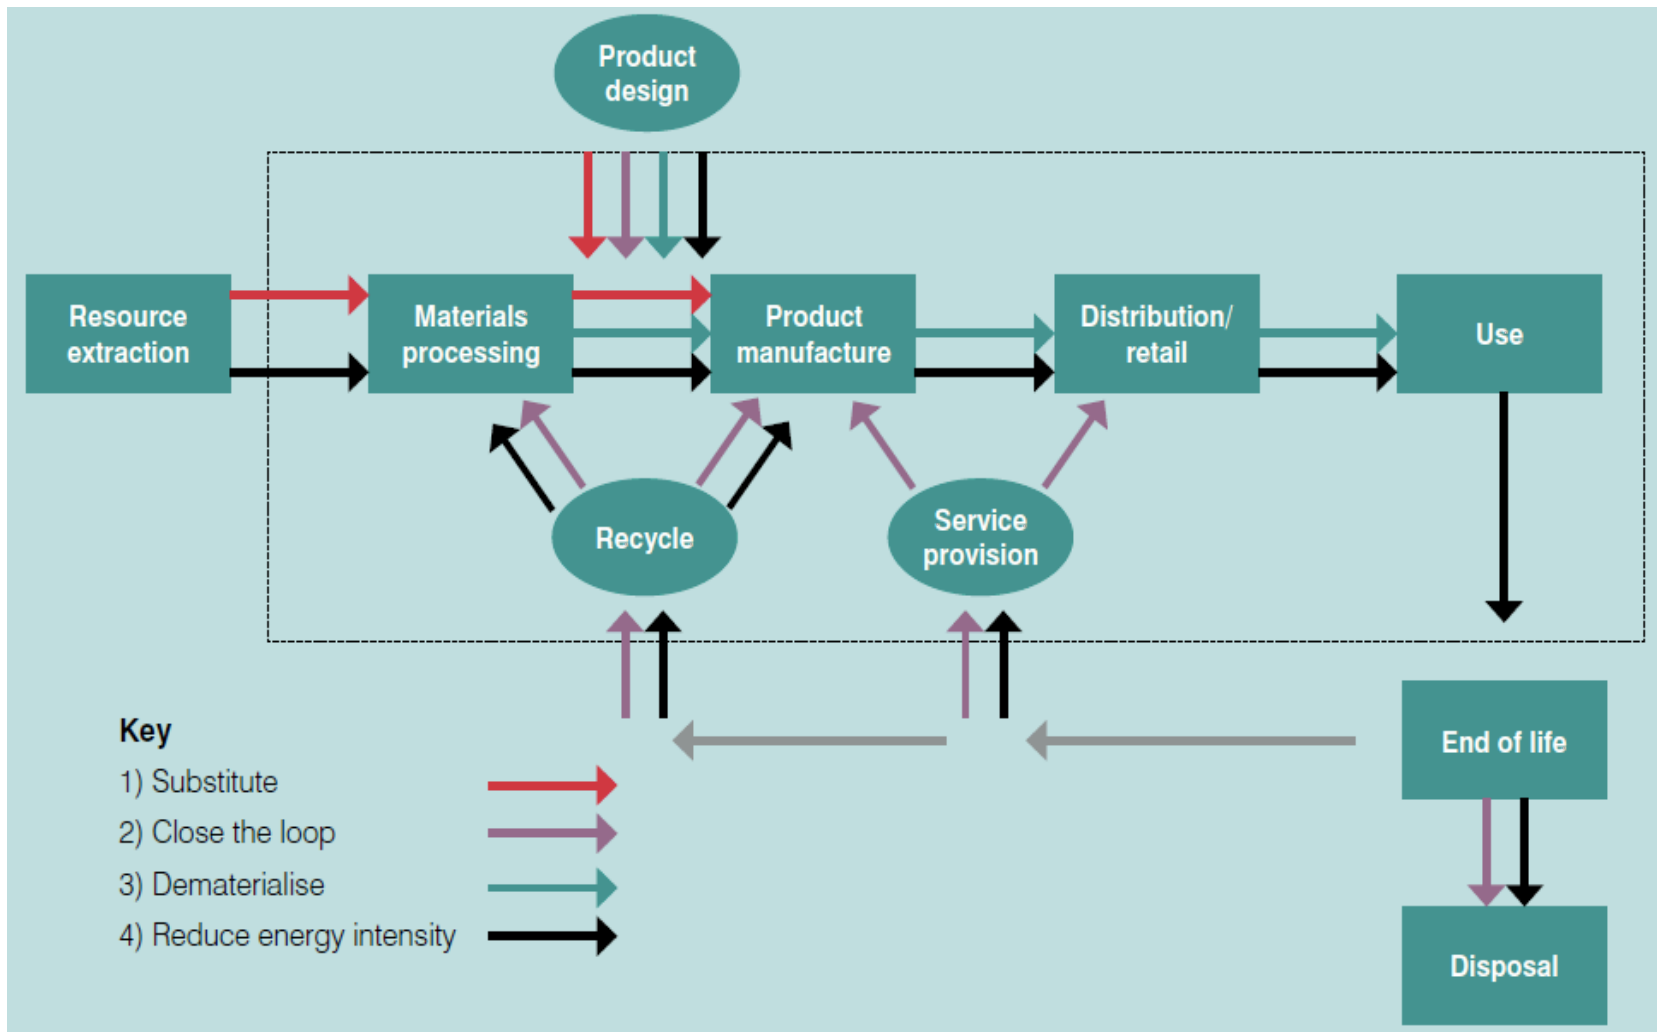 Product
design
Resource
extraction
Materials
processing
Product
manufacture
Distribution/
retail
Use
Recycle
Service
provision
End of life
Disposal
Key
1) Substitute
2) Close the loop
3) Dematerialise
4) Reduce energy intensity